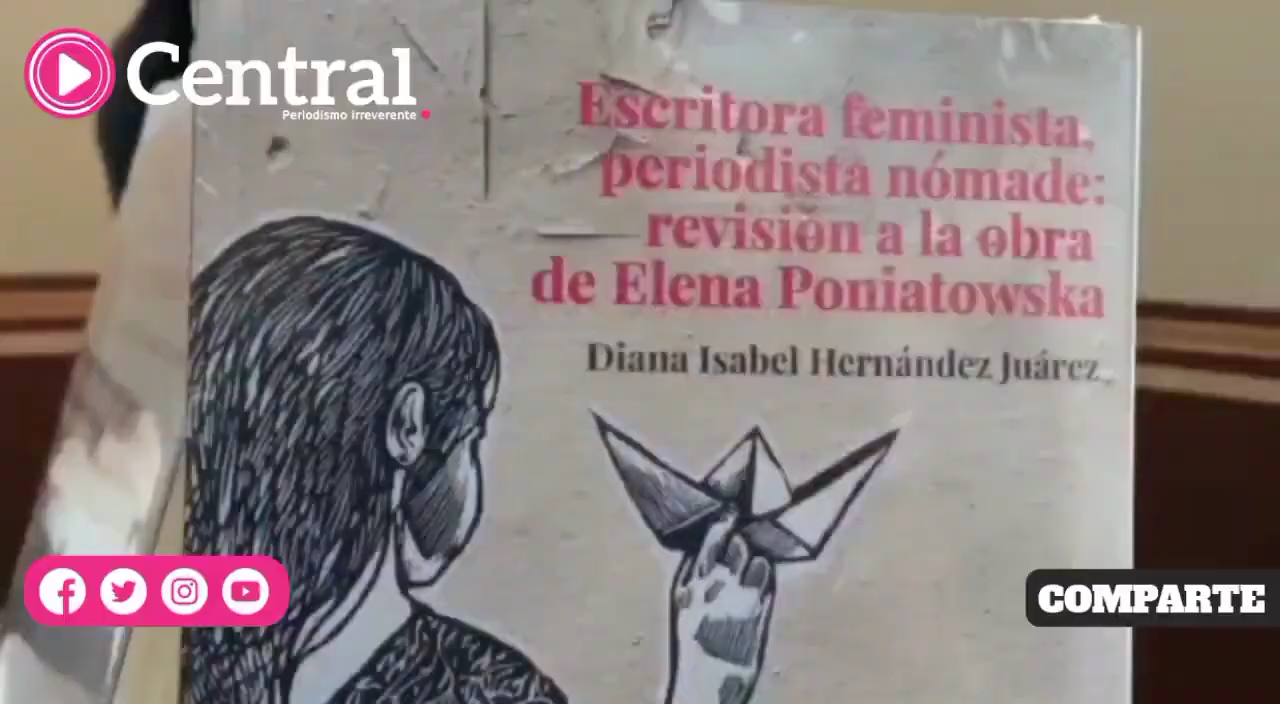 Central
Periodismo irreverente
Escritora feminista,
periodista nómade:
revisión a la obra
de Elena Poniatowska
Diana Isabel Hernández Juárez
COMPARTE